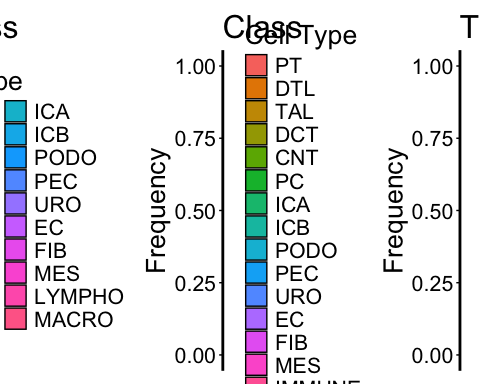 ss
pe
ICA
ICB
PODO
PEC
URO
EC
FIB
MES
LYMPHO
MACRO
Class
Cell Type
Frequency
1.00
0.75
0.50
0.25
0.00
PT
DTL
TAL
DCT
CNT
PC
ICA
ICB
PODO
PEC
URO
EC
FIB
MES
IMMUNE
T
Frequency
1.00
0.75
0.50
0.25
0.00